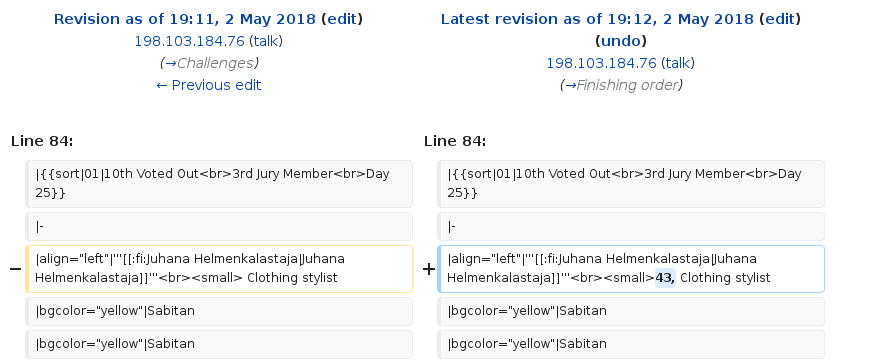 Revision as of 19:11, 2 May 2018 (edit)
198.103.184.76 (talk)
(→Challenges)
← Previous edit
Latest revision as of 19:12, 2 May 2018 (edit)
(undo)
198.103.184.76 (talk)
(→Finishing order)
Line 84:
Line 84:
|{{sort|01|10th Voted Out<br>3rd Jury Member<br>Day
25}}
|{{sort|01|10th Voted Out<br>3rd Jury Member<br>Day
25}}
|-
|-
− |align="left"|'''[[:fi:Juhana Helmenkalastaja|Juhana
Helmenkalastaja]]'''<br><small> Clothing stylist
+ |align="left"|'''[[:fi:Juhana Helmenkalastaja|Juhana
Helmenkalastaja]]'''<br><small>43, Clothing stylist
|bgcolor="yellow"|Sabitan
|bgcolor="yellow"|Sabitan
|bgcolor="yellow"|Sabitan
|bgcolor="yellow"|Sabitan